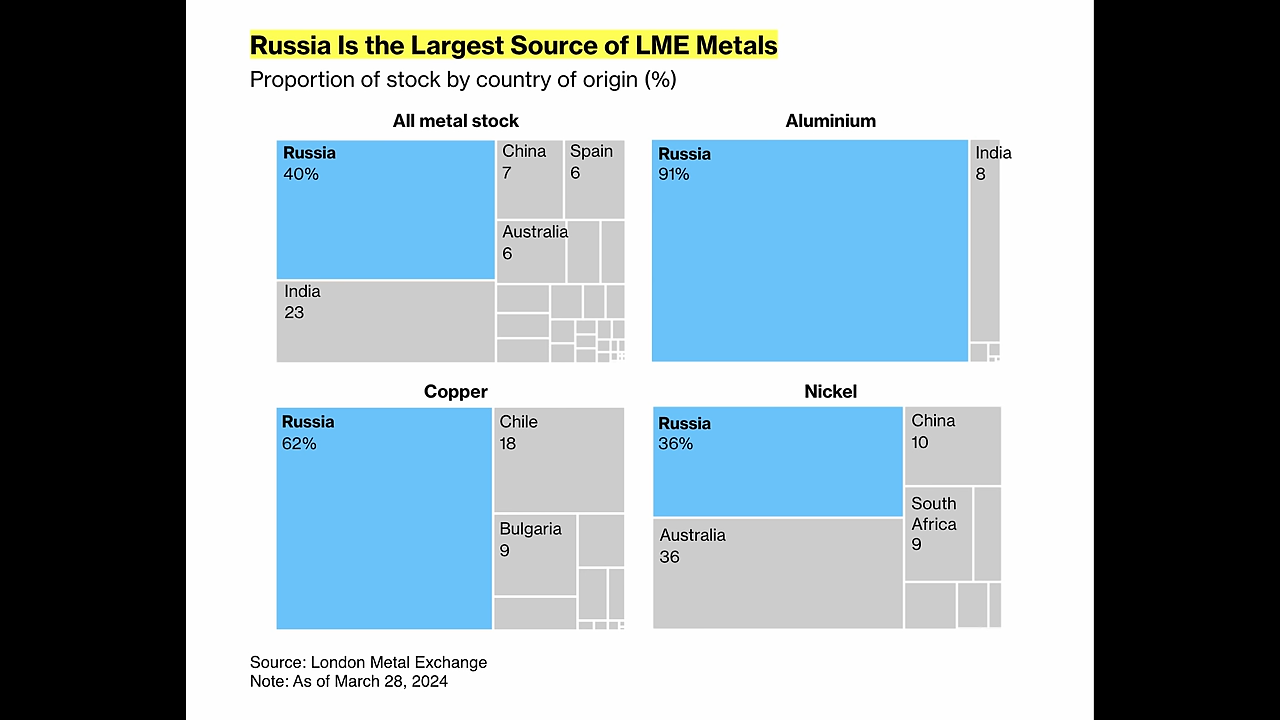 Russia Is the Largest Source of LME Metals
Proportion of stock by country of origin (%)
All metal stock
Russia
40%
China
7
Spain
6
Australia
6
India
23
Aluminium
Russia
91%
India
8
Copper
Russia
62%
Chile
18
Bulgaria
9
Nickel
Russia
36%
China
10
South
Africa
9
Australia
36
Source: London Metal Exchange
Note: As of March 28, 2024